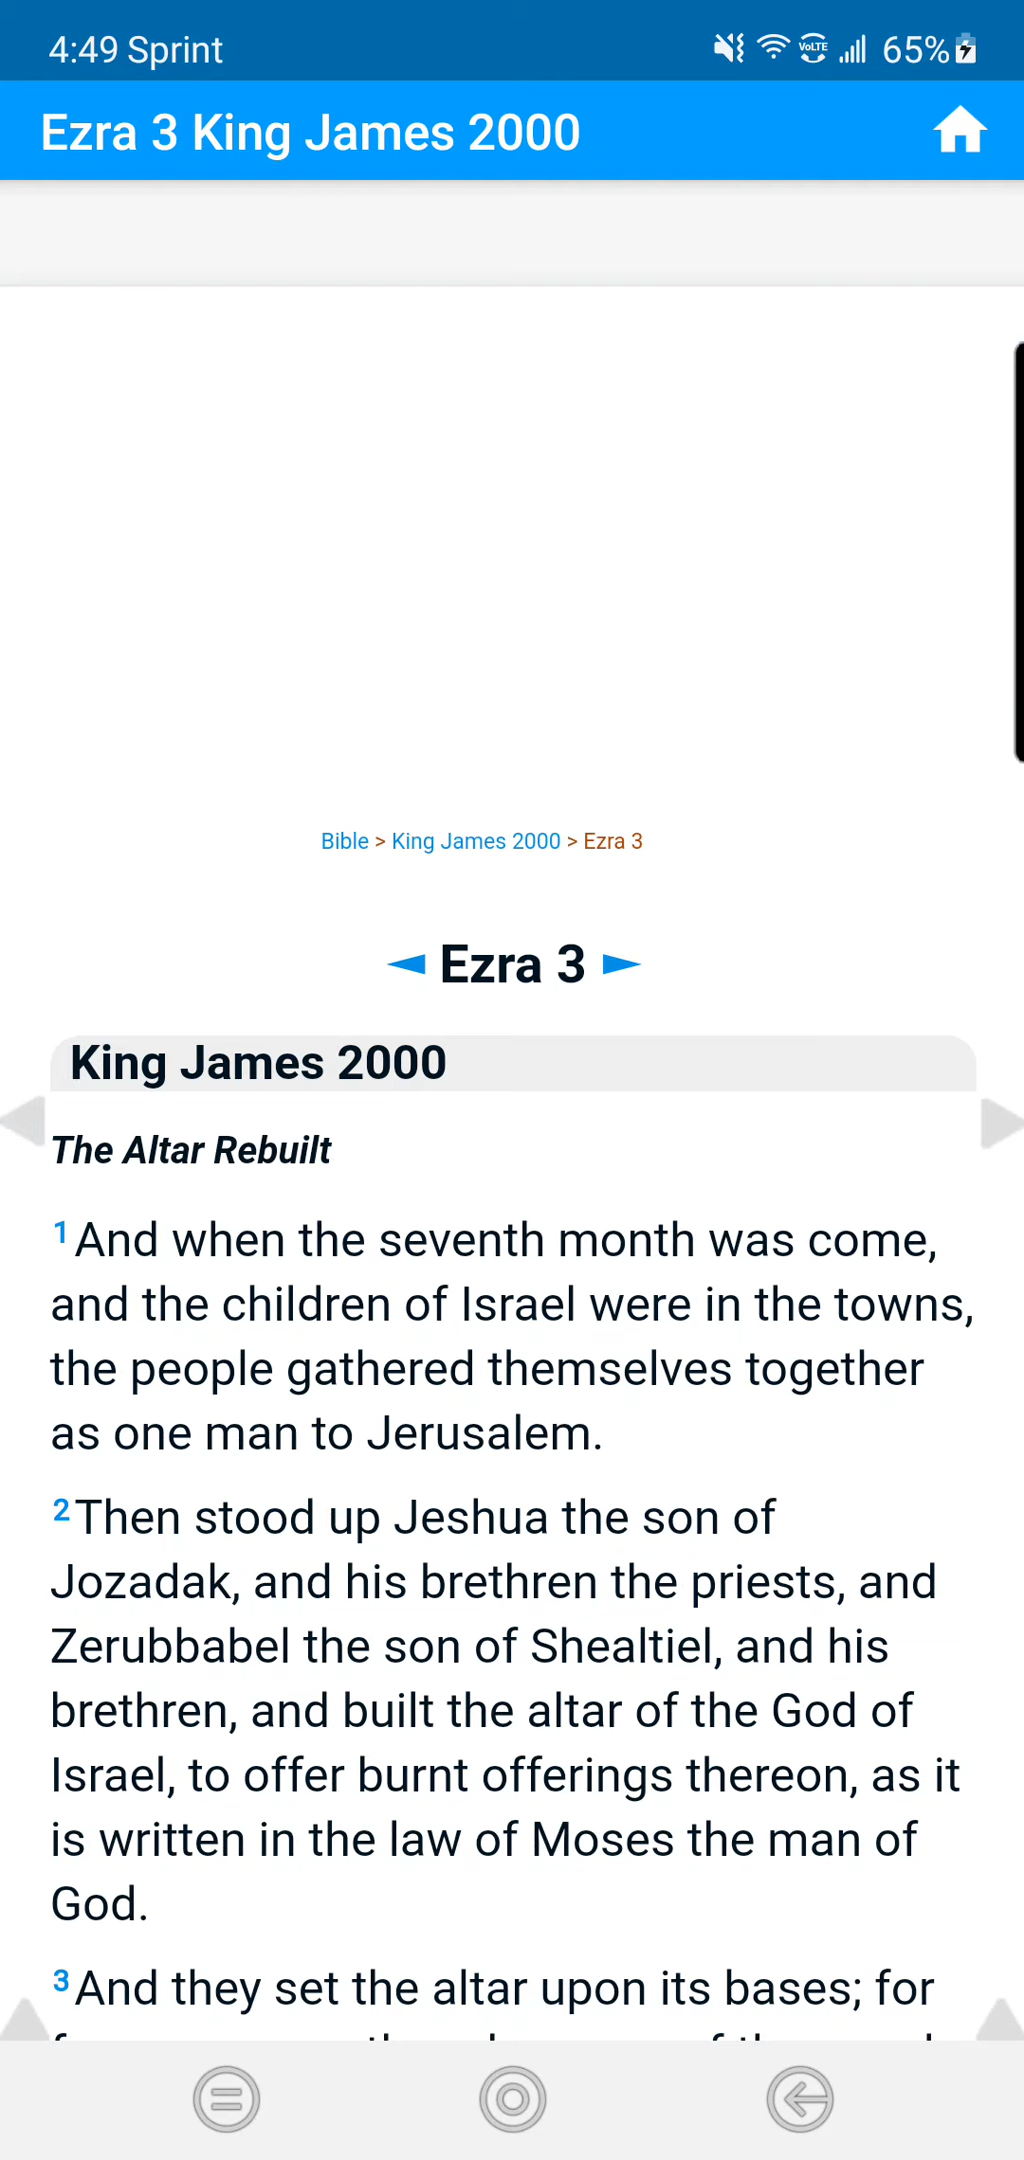 4:49 Sprint
VoLTE
65%
Ezra 3 King James 2000
Bible > King James 2000 > Ezra 3
Ezra 3
King James 2000
The Altar Rebuilt
1 And when the seventh month was come,
and the children of Israel were in the towns,
the people gathered themselves together
as one man to Jerusalem.
2 Then stood up Jeshua the son of
Jozadak, and his brethren the priests, and
Zerubbabel the son of Shealtiel, and his
brethren, and built the altar of the God of
Israel, to offer burnt offerings thereon, as it
is written in the law of Moses the man of
God.
3 And they set the altar upon its bases; for